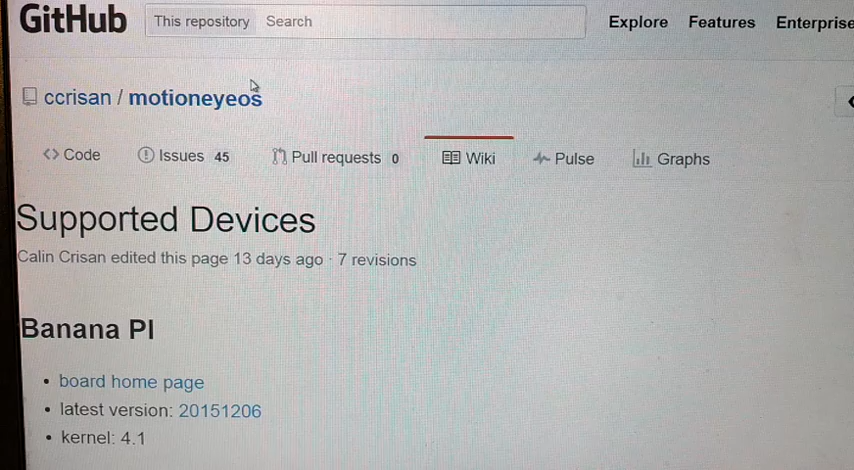 GitHub This repository Search Explore Features Enterprise
ccrisan / motioneyeos
Code Issues 45 Pull requests 0 Wiki Pulse Graphs
Supported Devices
Calin Crisan edited this page 13 days ago · 7 revisions
Banana PI
• board home page
• latest version: 20151206
• kernel: 4.1